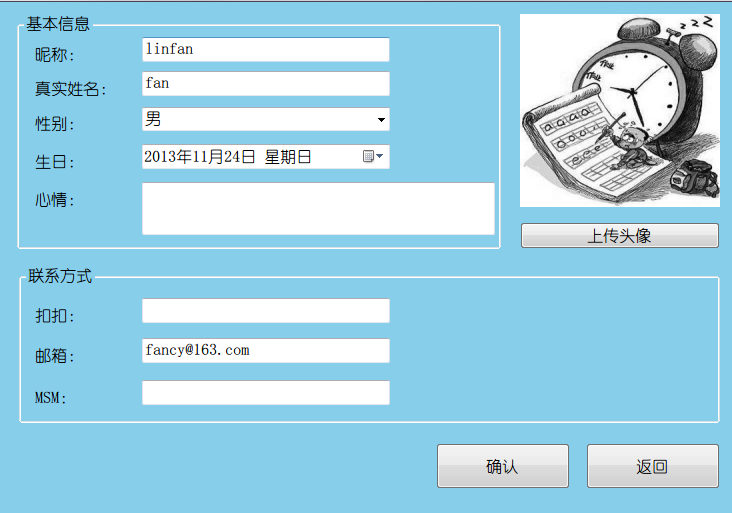 基本信息
昵称: linfan
真实姓名: fan
性别: 男
生日: 2013年11月24日 星期日
心情:
z z Z Z
上传头像
联系方式
扣扣:
邮箱: fancy@163.com
MSM:
确认 返回